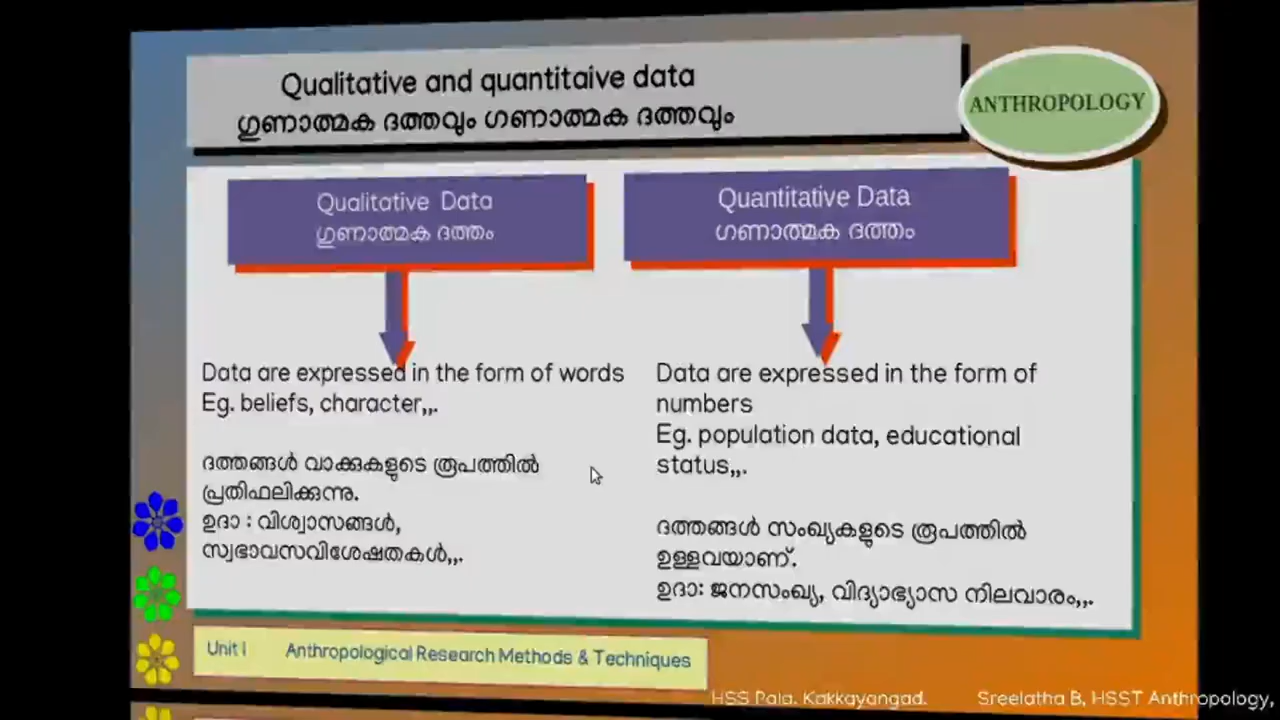 Qualitative and quantitaive data
ഗുണാത്മക ദത്തവും ഗണാത്മക ദത്തവും
ANTHROPOLOGY
Qualitative Data
ഗുണാത്മക ദത്തം
Data are expressed in the form of words
Eg. beliefs, character,,.
ദത്തങ്ങൾ വാക്കുകളുടെ രൂപത്തിൽ
പ്രതിഫലിക്കുന്നു.
ഉദാ : വിശ്വാസങ്ങൾ,
സ്വഭാവസവിശേഷതകൾ,,.
Quantitative Data
ഗണാത്മക ദത്തം
Data are expressed in the form of
numbers
Eg. population data, educational
status,,.
ദത്തങ്ങൾ സംഖ്യകളുടെ രൂപത്തിൽ
ഉള്ളവയാണ്.
ഉദാ: ജനസംഖ്യ, വിദ്യാഭ്യാസ നിലവാരം,,.
Unit I Anthropological Research Methods & Techniques
HSS Pala. Kakkayangad. Sreelatha B, HSST Anthropology,